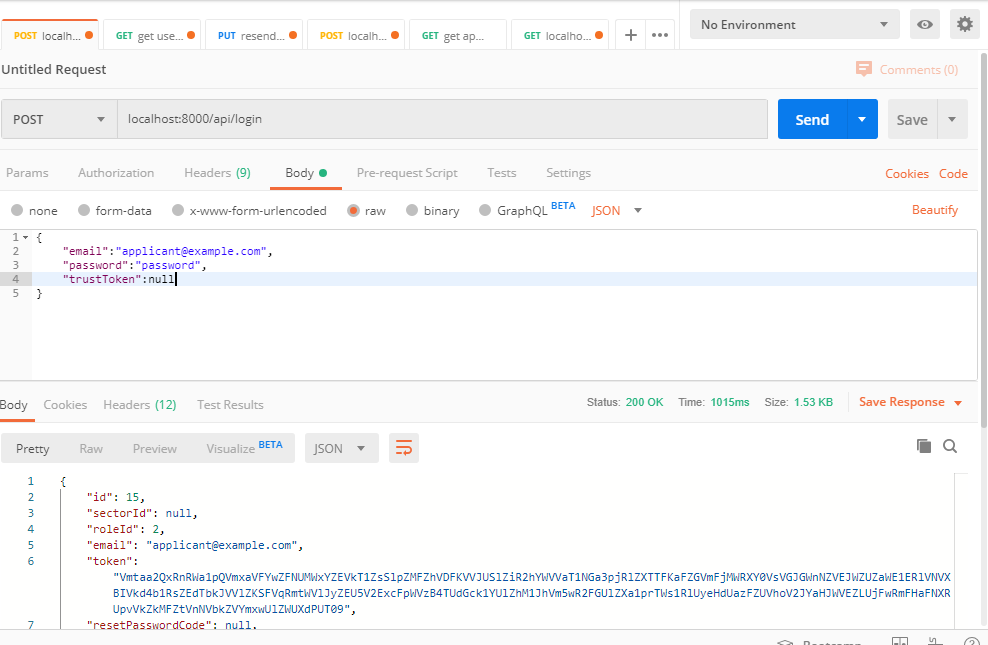 POST localh... GET get use... PUT resend... POST localh... GET get ap... GET localho... + ••• No Environment
Untitled Request Comments (0)
POST localhost:8000/api/login Send Save
Params Authorization Headers (9) Body Pre-request Script Tests Settings Cookies Code
none form-data x-www-form-urlencoded raw binary GraphQL BETA JSON Beautify
1 {
2 "email":"applicant@example.com",
3 "password":"password",
4 "trustToken":null
5 }
Body Cookies Headers (12) Test Results Status: 200 OK Time: 1015ms Size: 1.53 KB Save Response
Pretty Raw Preview Visualize BETA JSON
1 {
2 "id": 15,
3 "sectorId": null,
4 "roleId": 2,
5 "email": "applicant@example.com",
6 "token":
7 "resetPasswordCode": null,
Bootcamp